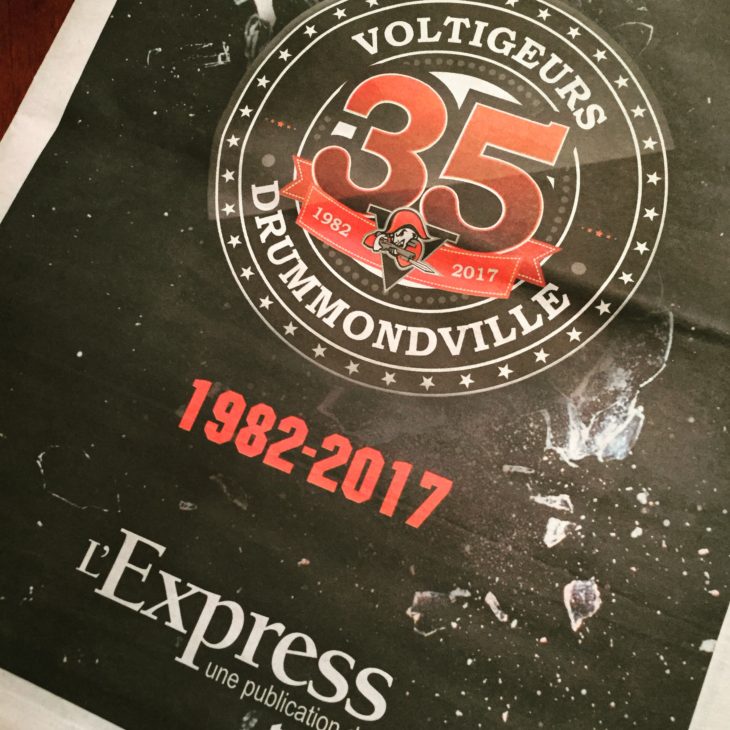 VOLTIGEURS
35
1982 2017
DRUMMONDVILLE
1982-2017
L'Express
une publication